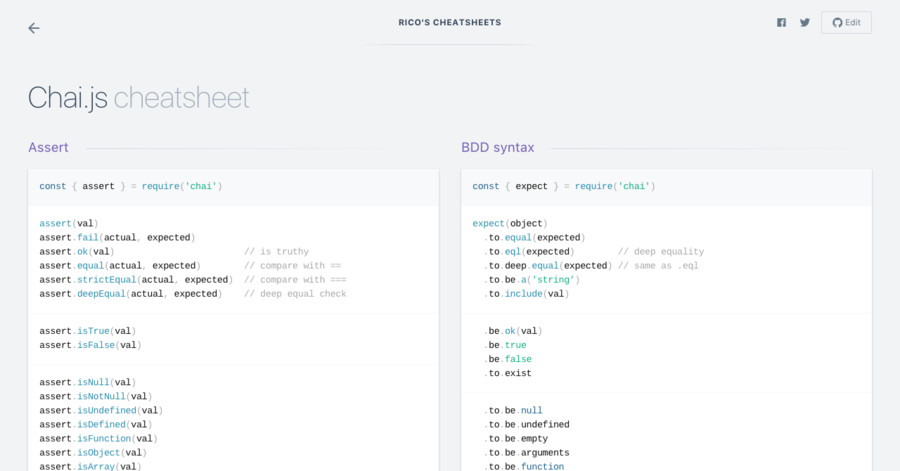 RICO'S CHEATSHEETS
Edit
Chai.js cheatsheet
Assert
const { assert } = require('chai')
assert(val)
assert.fail(actual, expected)
assert.ok(val) // is truthy
assert.equal(actual, expected) // compare with ==
assert.strictEqual(actual, expected) // compare with ===
assert.deepEqual(actual, expected) // deep equal check
assert.isTrue(val)
assert.isFalse(val)
assert.isNull(val)
assert.isNotNull(val)
assert.isUndefined(val)
assert.isDefined(val)
assert.isFunction(val)
assert.isObject(val)
assert.isArray(val)
BDD syntax
const { expect } = require('chai')
expect(object)
.to.equal(expected)
.to.eql(expected) // deep equality
.to.deep.equal(expected) // same as .eql
.to.be.a('string')
.to.include(val)
.be.ok(val)
.be.true
.be.false
.to.exist
.to.be.null
.to.be.undefined
.to.be.empty
.to.be.arguments
.to.be.function